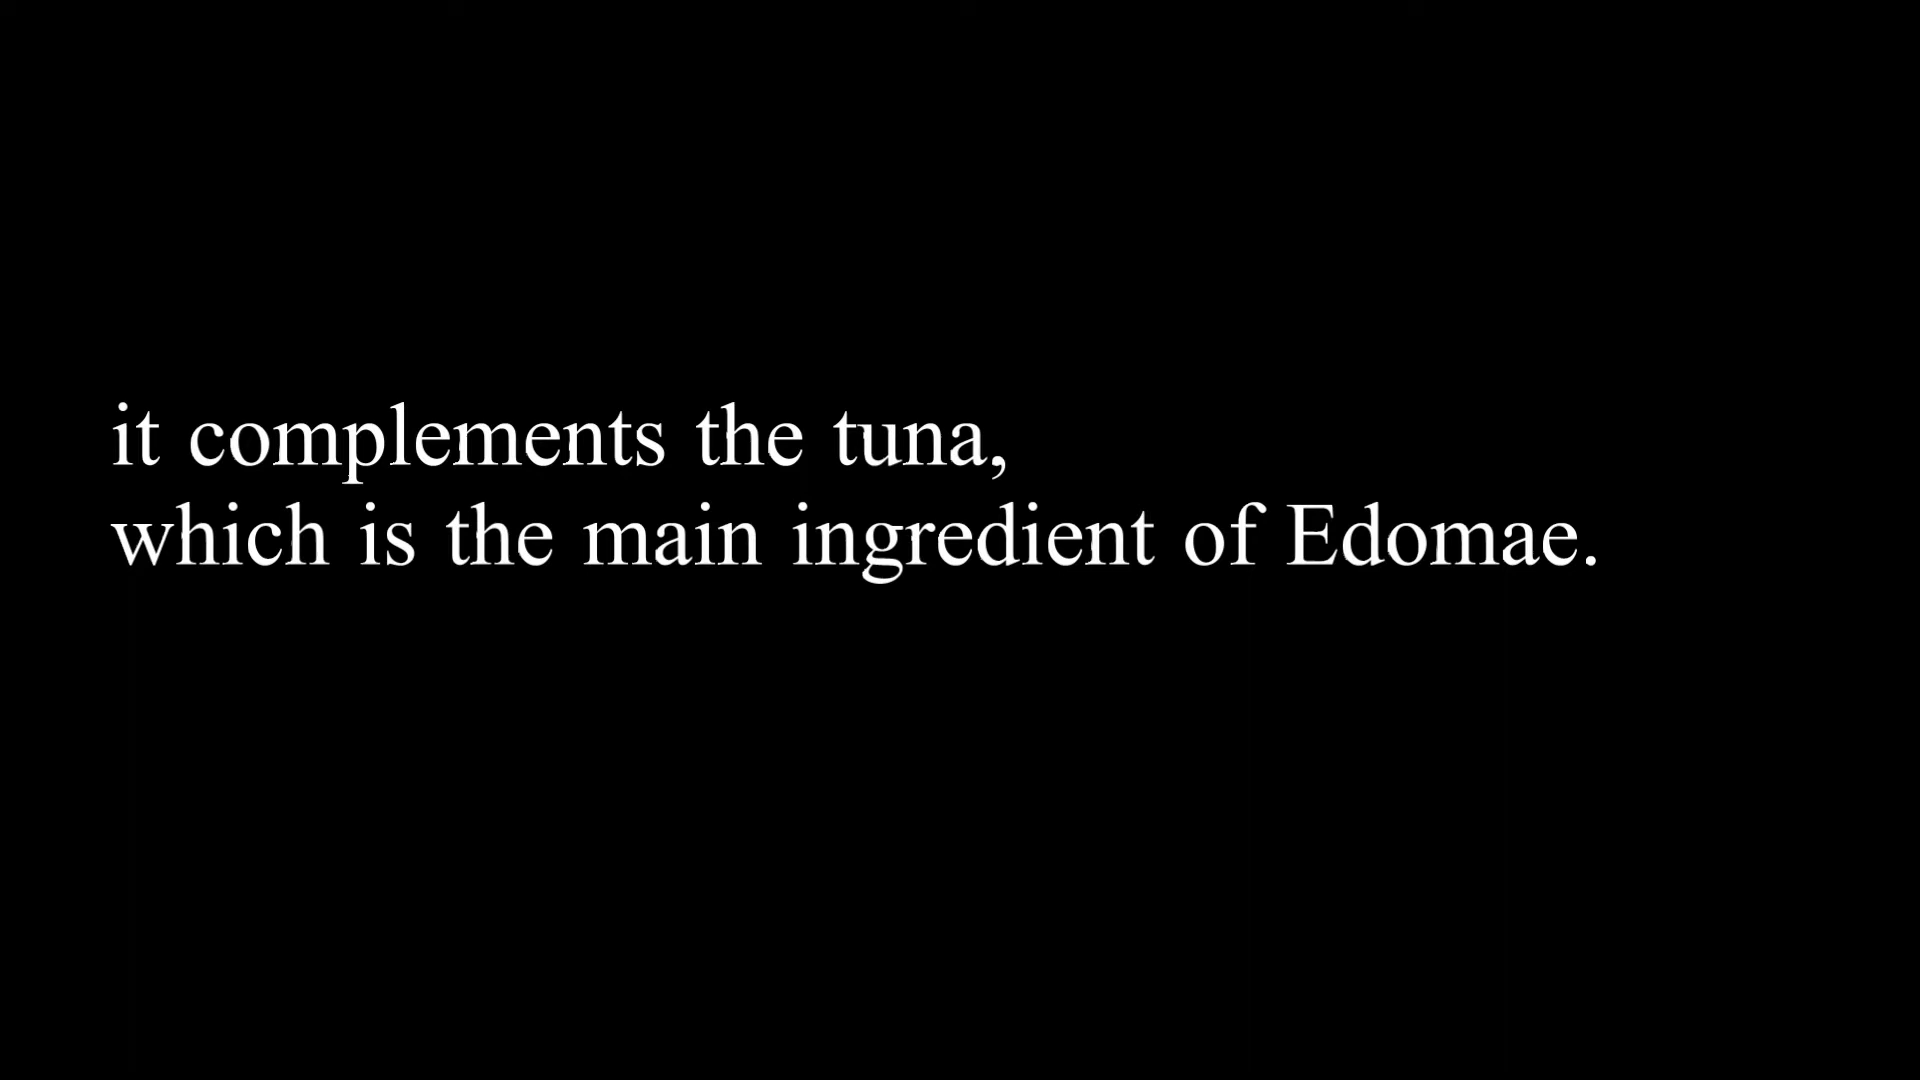 it complements the tuna,
which is the main ingredient of Edomae.